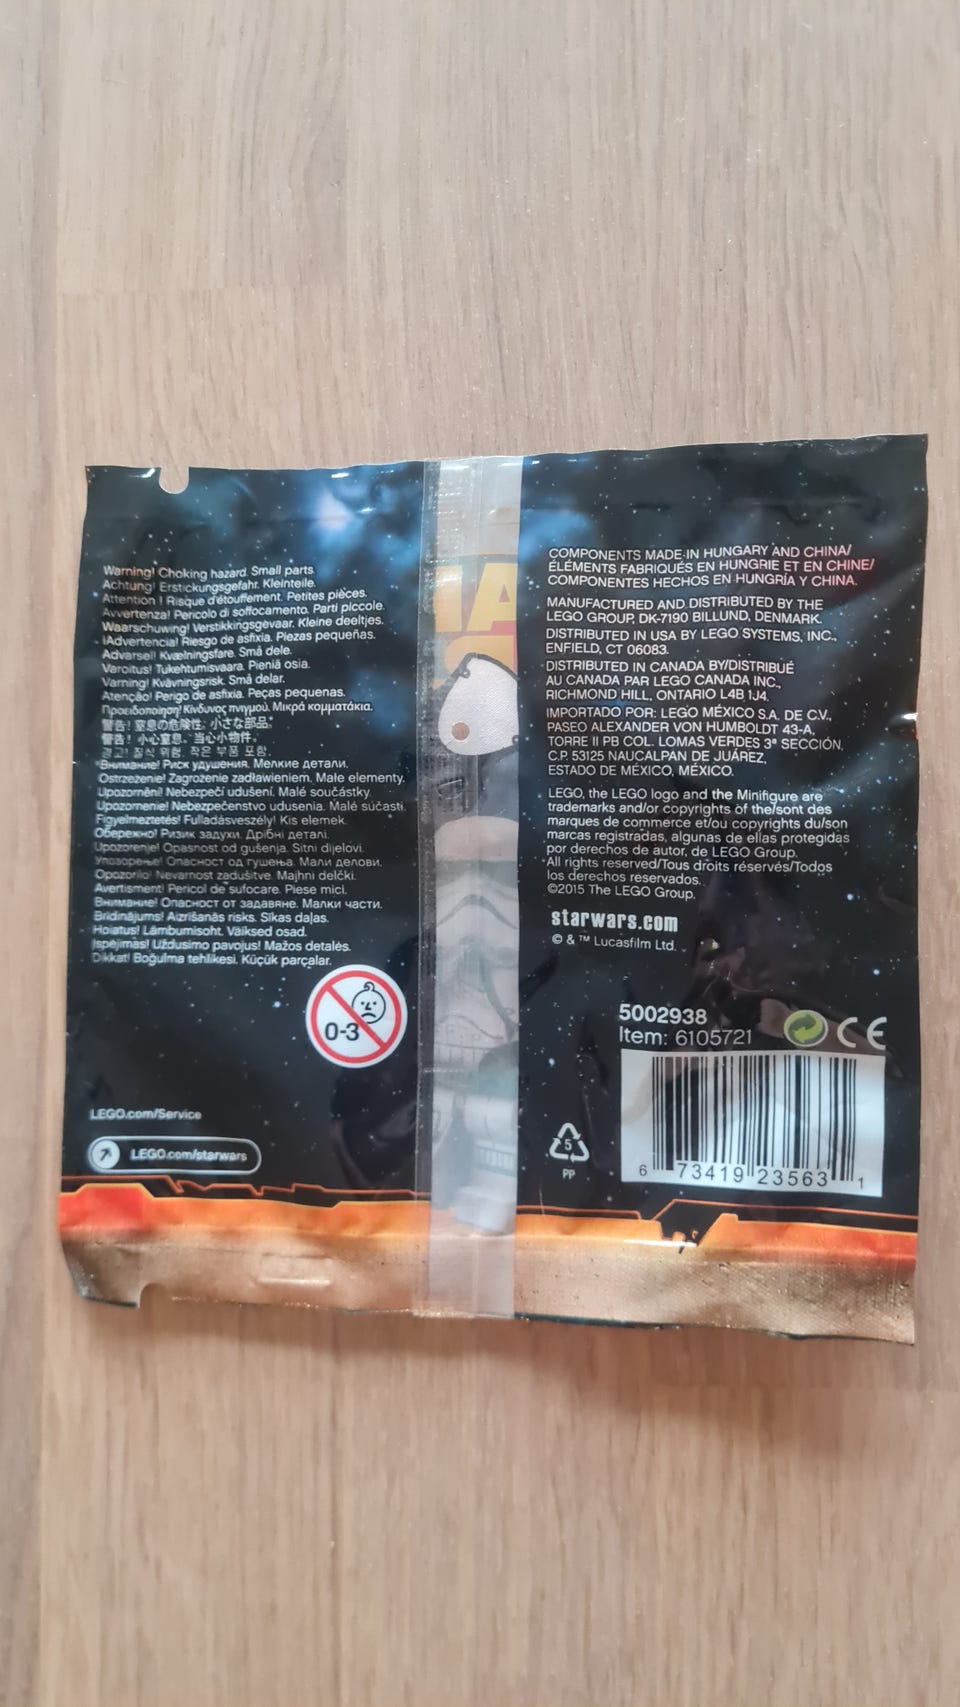 Warning! Choking hazard. Small parts.
Achtung! Erstickungsgefahr. Kleinteile.
Attention ! Risque d'étouffement. Petites pièces.
Avvertenza! Pericolo di soffocamento. Parti piccole.
Waarschuwing! Verstikkingsgevaar. Kleine deeltjes.
¡Advertencia! Riesgo de asfixia. Piezas pequeñas.
Advarsel! Kvælningsfare. Små dele.
Varoitus! Tukehtumisvaara. Pieniä osia.
Varning! Kvävningsrisk. Små delar.
Atenção! Perigo de asfixia. Peças pequenas.
Προειδοποίηση! Κίνδυνος πνιγμού. Μικρά κομματάκια.
警告! 窒息の危険性。小さな部品。
警告! 小心窒息。当心小物件。
경고! 질식 위험. 작은 부품 포함.
Внимание! Риск удушения. Мелкие детали.
Ostrzeżenie! Zagrożenie zadławieniem. Małe elementy.
Upozornění! Nebezpečí udušení. Malé součástky.
Upozornenie! Nebezpečenstvo udusenia. Malé súčasti.
Figyelmeztetés! Fulladásveszély! Kis elemek.
Обережно! Ризик задухи. Дрібні деталі.
Upozorenje! Opasnost od gušenja. Sitni dijelovi.
Упозорење! Опасност од гушења. Мали делови.
Opozorilo! Nevarnost zadušitve. Majhni delčki.
Avertisment! Pericol de sufocare. Piese mici.
Внимание! Опасност от задавяне. Малки части.
Brīdinājums! Aizrīšanās risks. Sīkas daļas.
Hoiatus! Lämbumisoht. Väiksed osad.
Įspėjimas! Uždusimo pavojus! Mažos detalės.
Dikkat! Boğulma tehlikesi. Küçük parçalar.
0-3
LEGO.com/Service
LEGO.com/starwars
COMPONENTS MADE IN HUNGARY AND CHINA/
ÉLÉMENTS FABRIQUÉS EN HUNGRIE ET EN CHINE/
COMPONENTES HECHOS EN HUNGRÍA Y CHINA.
MANUFACTURED AND DISTRIBUTED BY THE
LEGO GROUP, DK-7190 BILLUND, DENMARK.
DISTRIBUTED IN USA BY LEGO SYSTEMS, INC.,
ENFIELD, CT 06083.
DISTRIBUTED IN CANADA BY/DISTRIBUÉ
AU CANADA PAR LEGO CANADA INC.,
RICHMOND HILL, ONTARIO L4B 1J4.
IMPORTADO POR: LEGO MÉXICO S.A. DE C.V.,
PASEO ALEXANDER VON HUMBOLDT 43-A,
TORRE II PB COL. LOMAS VERDES 3ª SECCIÓN,
C.P. 53125 NAUCALPAN DE JUÁREZ,
ESTADO DE MÉXICO, MÉXICO.
LEGO, the LEGO logo and the Minifigure are
trademarks and/or copyrights of the/sont des
marques de commerce et/ou copyrights du/son
marcas registradas, algunas de ellas protegidas
por derechos de autor, de LEGO Group.
All rights reserved/Tous droits réservés/Todos
los derechos reservados.
©2015 The LEGO Group.
starwars.com
© & ™ Lucasfilm Ltd.
5002938
Item: 6105721
CE
5
PP
6 73419 23563 1